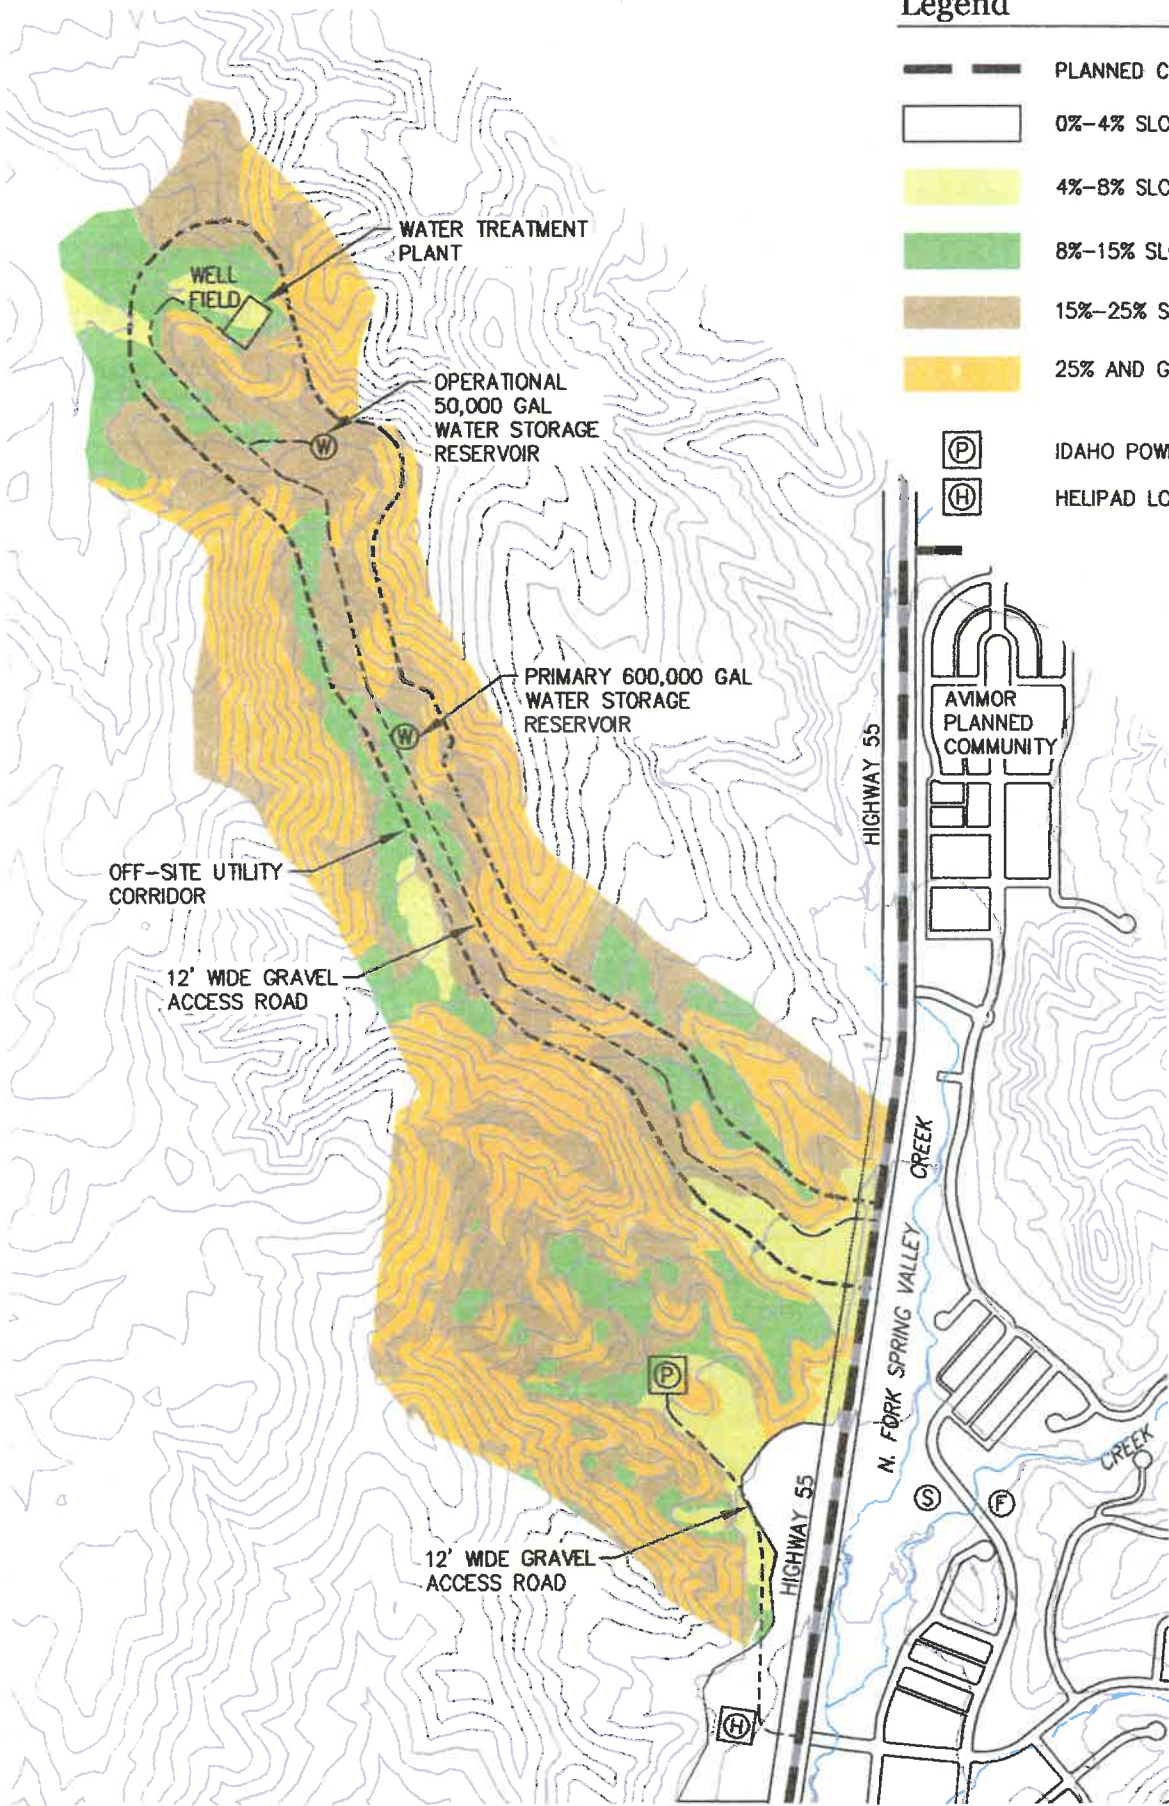 Legend
PLANNED C
0%-4% SLO
4%-8% SLO
8%-15% SL
15%-25% S
25% AND G
P
IDAHO POW
H
HELIPAD LO
WATER TREATMENT
PLANT
WELL
FIELD
OPERATIONAL
50,000 GAL
WATER STORAGE
RESERVOIR
W
PRIMARY 600,000 GAL
WATER STORAGE
RESERVOIR
W
AVIMOR
PLANNED
COMMUNITY
HIGHWAY 55
OFF-SITE UTILITY
CORRIDOR
12' WIDE GRAVEL
ACCESS ROAD
N. FORK SPRING VALLEY CREEK
P
CREEK
S
F
HIGHWAY 55
12' WIDE GRAVEL
ACCESS ROAD
H